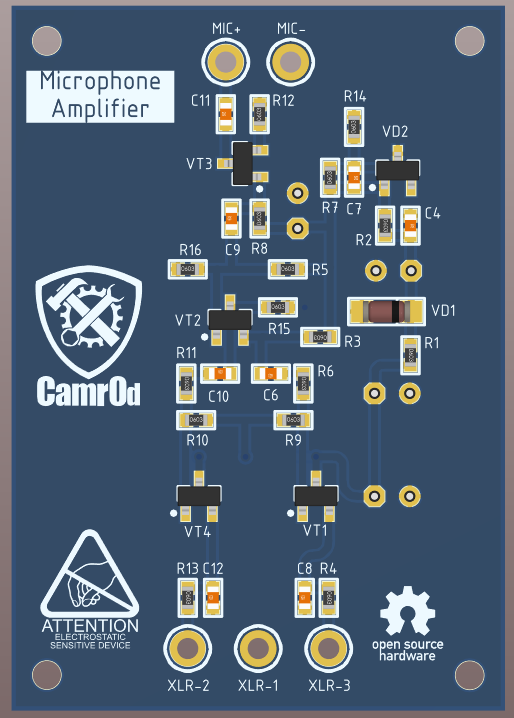 MIC+ MIC-
Microphone
Amplifier
C11 R12 R14
VD2
VT3
R7 C7
R2 C4
C9 R8
R16 R5
VD1
VT2 R15
R3 R1
R11 C10 C6 R6
R10 R9
CamrOd
VT4 VT1
R13 C12 C8 R4
ATTENTION
ELECTROSTATIC
SENSITIVE DEVICE
open source
hardware
XLR-2 XLR-1 XLR-3